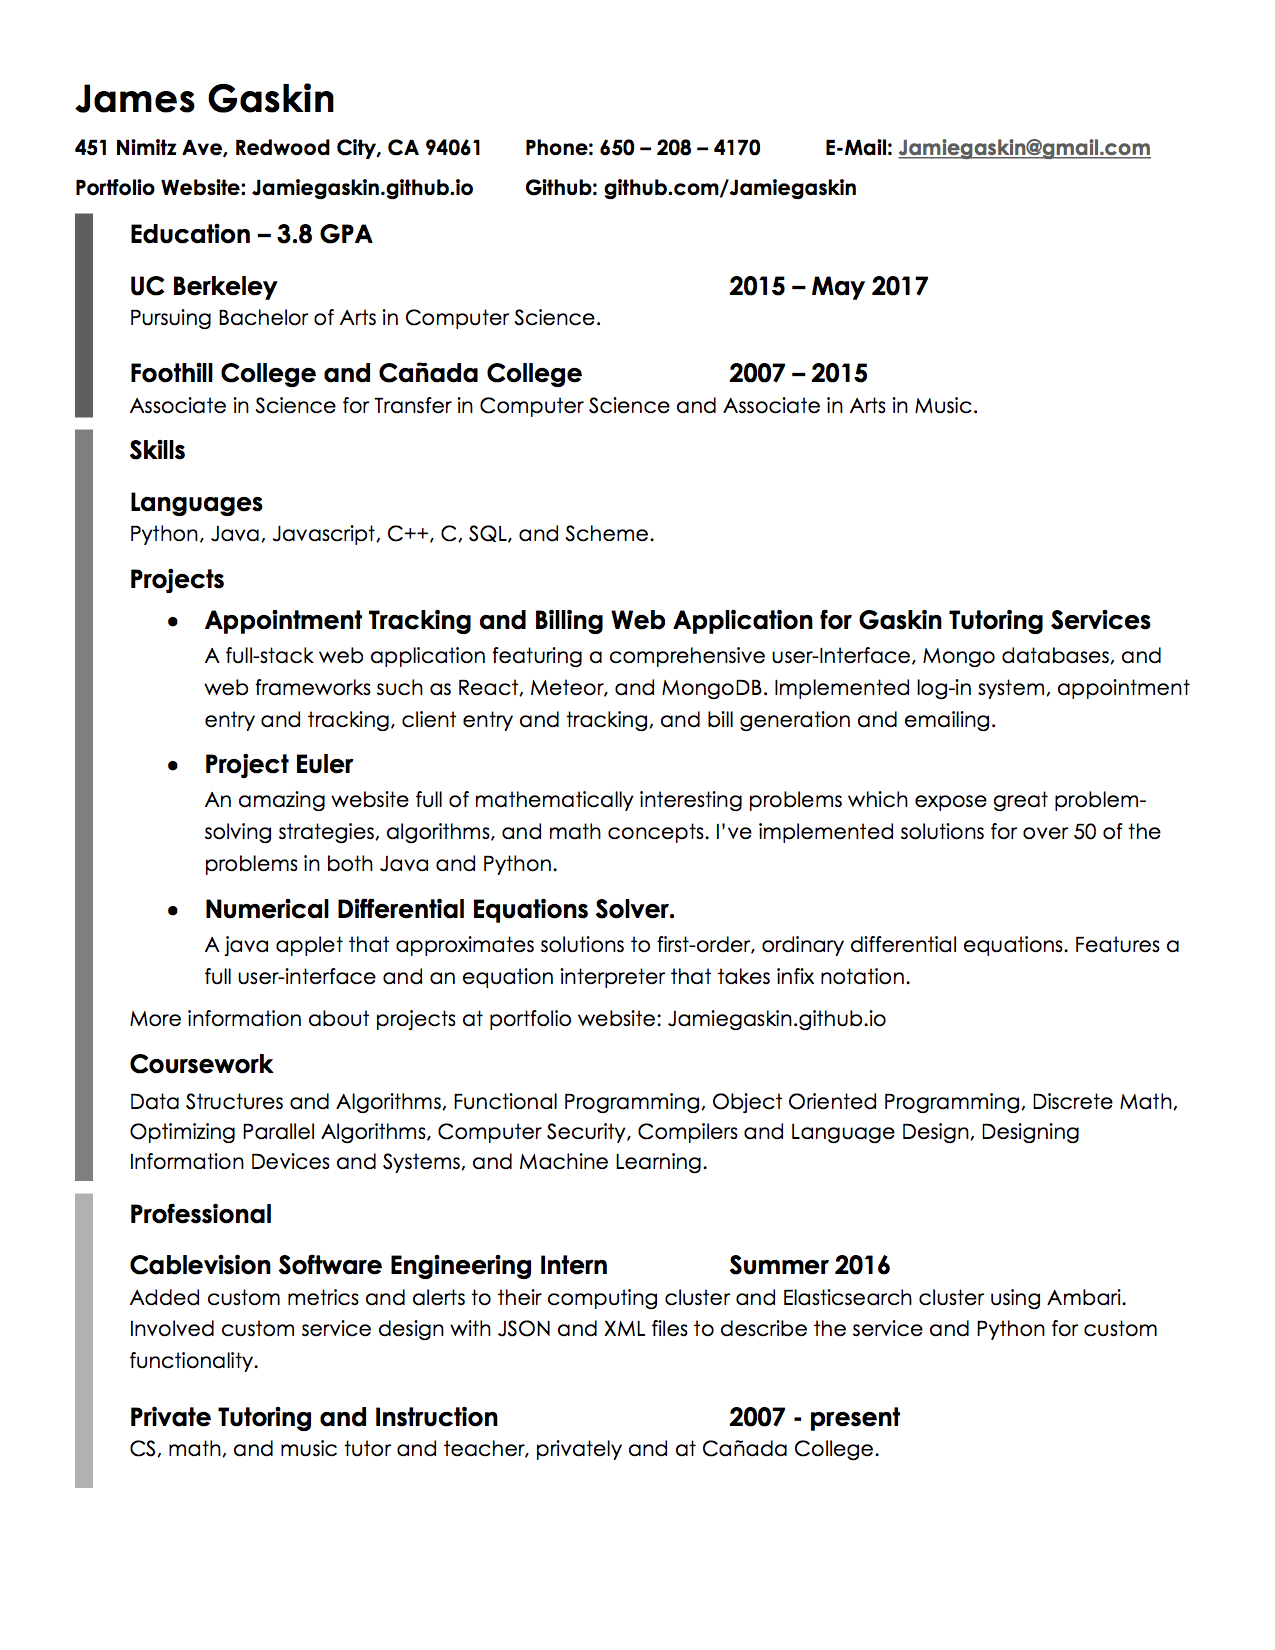 James Gaskin
451 Nimitz Ave, Redwood City, CA 94061 Phone: 650 – 208 – 4170 E-Mail: Jamiegaskin@gmail.com
Portfolio Website: Jamiegaskin.github.io Github: github.com/Jamiegaskin
Education – 3.8 GPA
UC Berkeley 2015 – May 2017
Pursuing Bachelor of Arts in Computer Science.
Foothill College and Cañada College 2007 – 2015
Associate in Science for Transfer in Computer Science and Associate in Arts in Music.
Skills
Languages
Python, Java, Javascript, C++, C, SQL, and Scheme.
Projects
• Appointment Tracking and Billing Web Application for Gaskin Tutoring Services
A full-stack web application featuring a comprehensive user-Interface, Mongo databases, and
web frameworks such as React, Meteor, and MongoDB. Implemented log-in system, appointment
entry and tracking, client entry and tracking, and bill generation and emailing.
• Project Euler
An amazing website full of mathematically interesting problems which expose great problem-
solving strategies, algorithms, and math concepts. I've implemented solutions for over 50 of the
problems in both Java and Python.
• Numerical Differential Equations Solver.
A java applet that approximates solutions to first-order, ordinary differential equations. Features a
full user-interface and an equation interpreter that takes infix notation.
More information about projects at portfolio website: Jamiegaskin.github.io
Coursework
Data Structures and Algorithms, Functional Programming, Object Oriented Programming, Discrete Math,
Optimizing Parallel Algorithms, Computer Security, Compilers and Language Design, Designing
Information Devices and Systems, and Machine Learning.
Professional
Cablevision Software Engineering Intern Summer 2016
Added custom metrics and alerts to their computing cluster and Elasticsearch cluster using Ambari.
Involved custom service design with JSON and XML files to describe the service and Python for custom
functionality.
Private Tutoring and Instruction 2007 - present
CS, math, and music tutor and teacher, privately and at Cañada College.